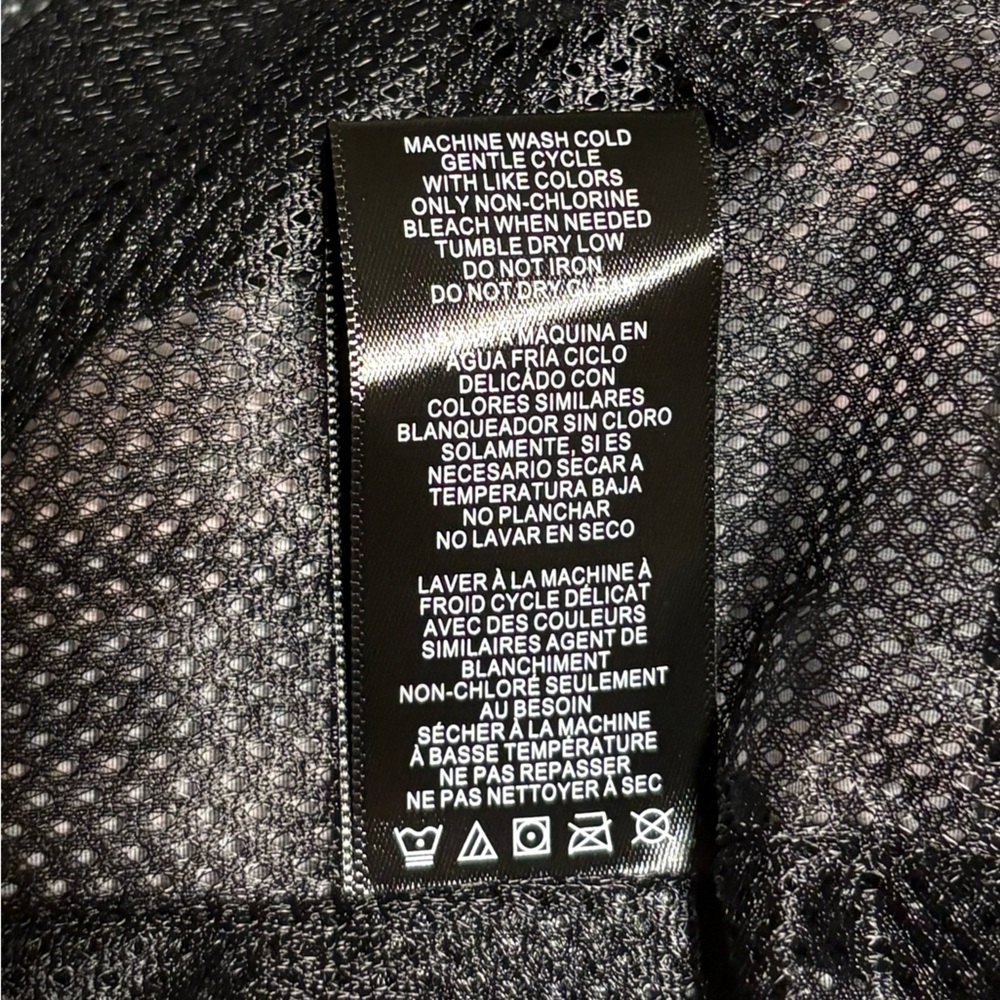 MACHINE WASH COLD
GENTLE CYCLE
WITH LIKE COLORS
ONLY NON-CHLORINE
BLEACH WHEN NEEDED
TUMBLE DRY LOW
DO NOT IRON
DO NOT DRY CLEAN
MÁQUINA EN
AGUA FRÍA CICLO
DELICÁDO CON
COLORES SIMILARES
BLANQUEADOR SIN CLORO
SOLAMENTE, SI ES
NECESARIO SECAR A
TEMPERATURA BAJA
NO PLANCHAR
NO LAVAR EN SECO
LAVER À LA MACHINE À
FROID CYCLE DÉLICAT
AVEC DES COULEURS
SIMILAIRES AGENT DE
BLANCHIMENT
NON-CHLORÉ SEULEMENT
AU BESOIN
SÉCHER À LA MACHINE
À BASSE TEMPÉRATURE
NE PAS REPASSER
NE PAS NETTOYER À SEC